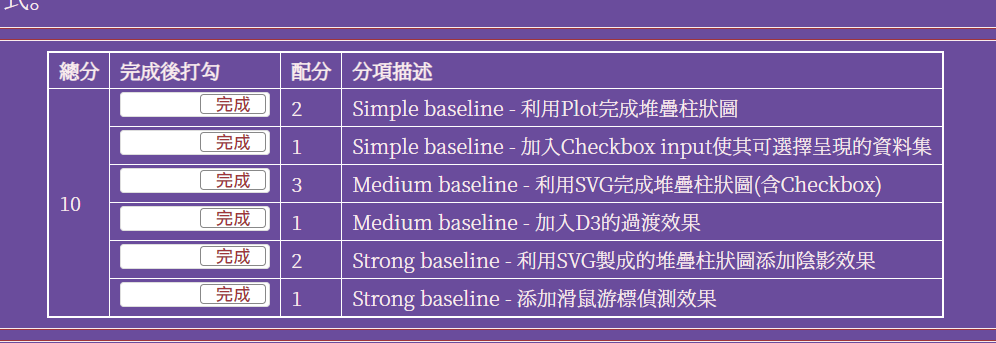 式。
總分 完成後打勾 配分 分項描述
完成 2 Simple baseline - 利用Plot完成堆疊柱狀圖
完成 1 Simple baseline - 加入Checkbox input使其可選擇呈現的資料集
完成 3 Medium baseline - 利用SVG完成堆疊柱狀圖(含Checkbox)
10
完成 1 Medium baseline - 加入D3的過渡效果
完成 2 Strong baseline - 利用SVG製成的堆疊柱狀圖添加陰影效果
完成 1 Strong baseline - 添加滑鼠游標偵測效果